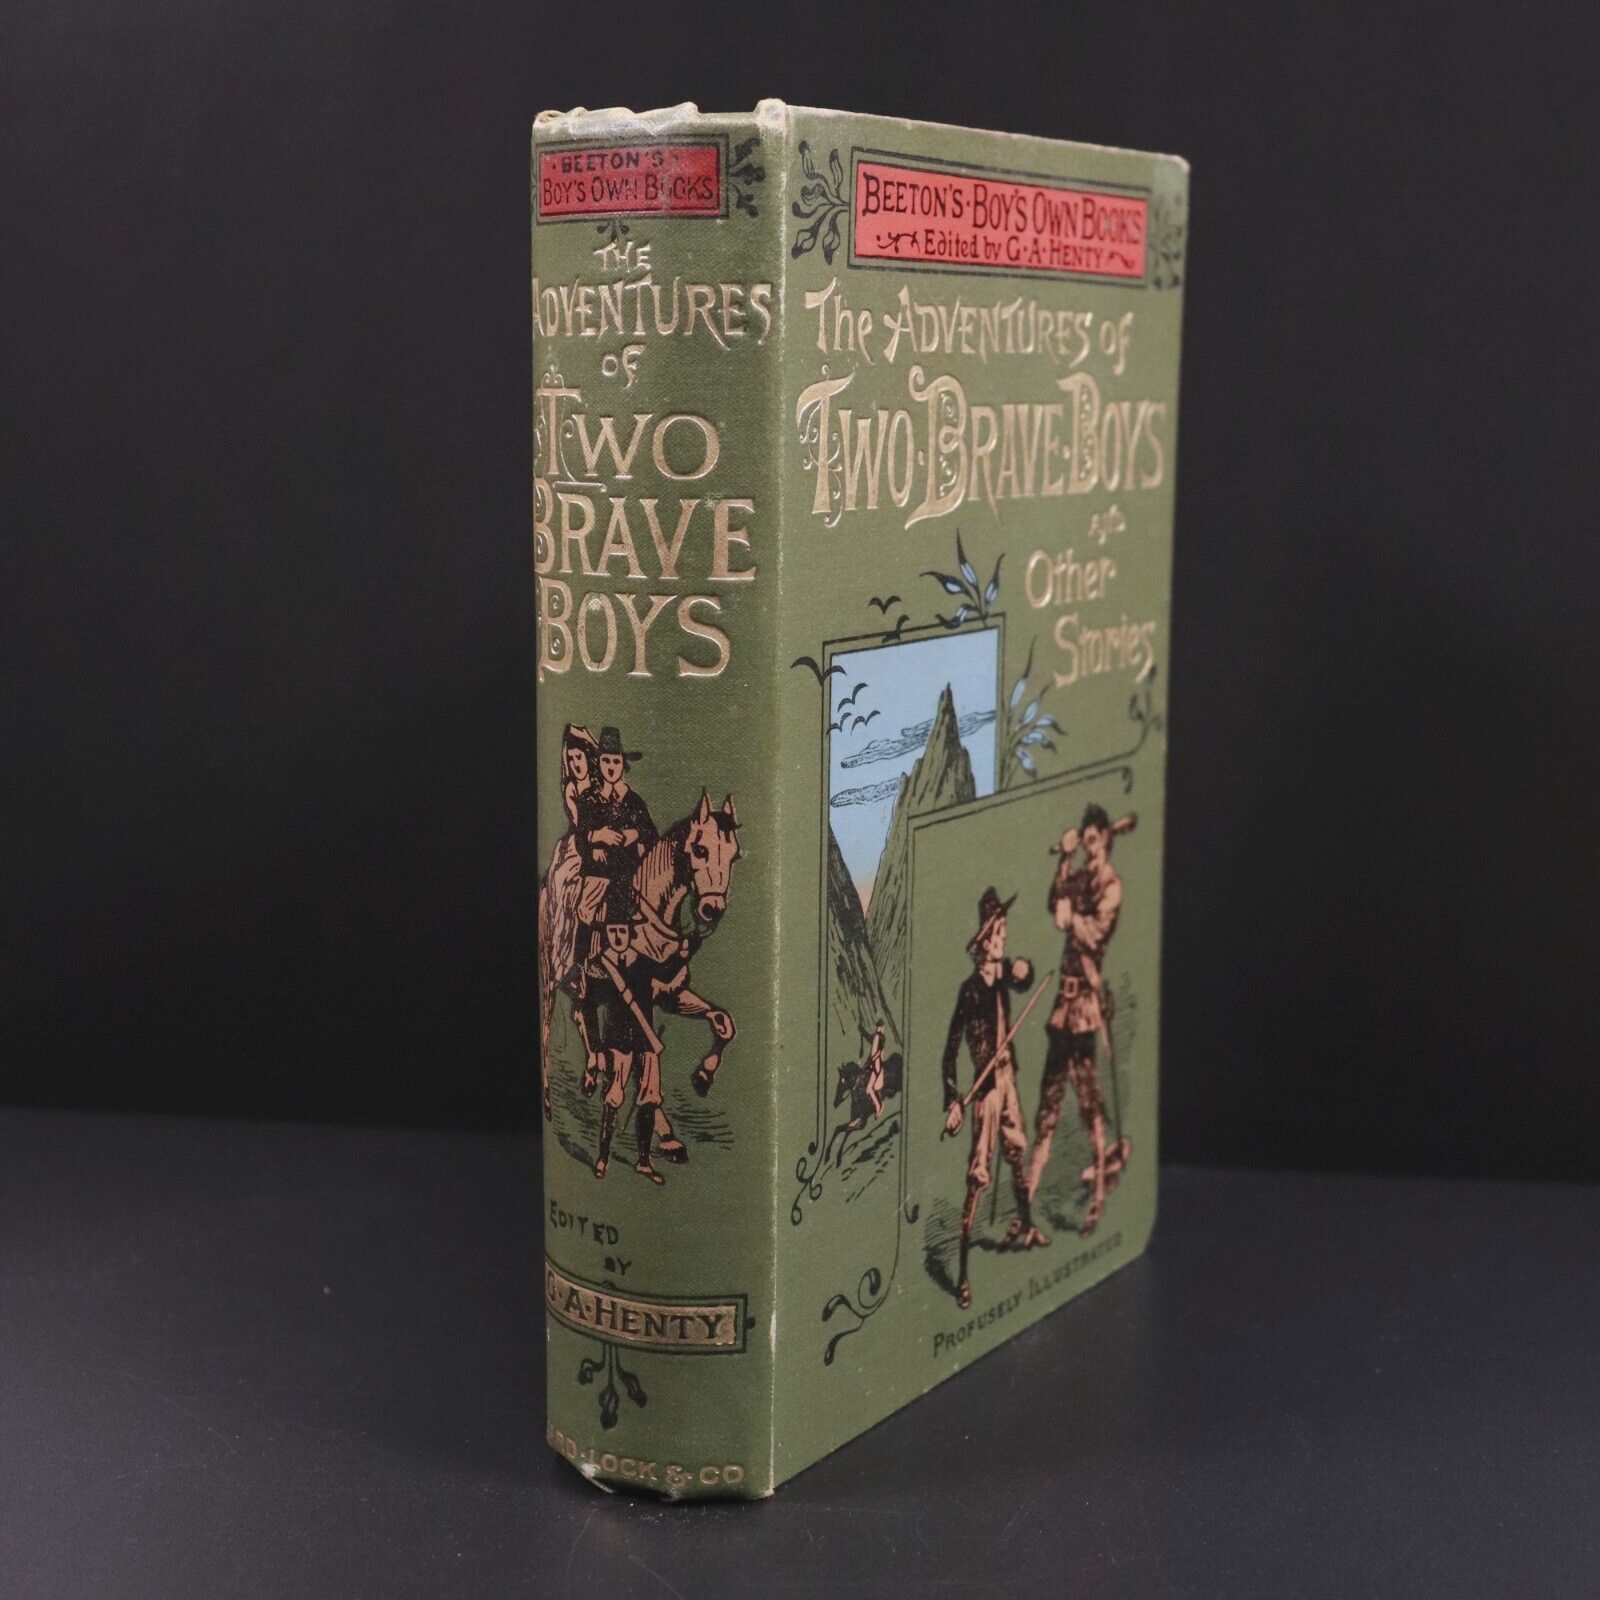 BEETON'S
BOY'S OWN BOOKS
THE
ADVENTURES
OF
TWO
BRAVE
BOYS
EDITED
BY
G. A. HENTY
LOCK & CO
BEETON'S · BOY'S OWN BOOKS
Edited by G. A. HENTY
The ADVENTURES of
TWO · BRAVE · BOYS
and
Other
Stories
PROFUSELY ILLUSTRATED